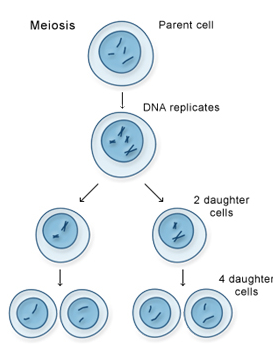 Meiosis
Parent cell
DNA replicates
2 daughter
cells
4 daughter
cells